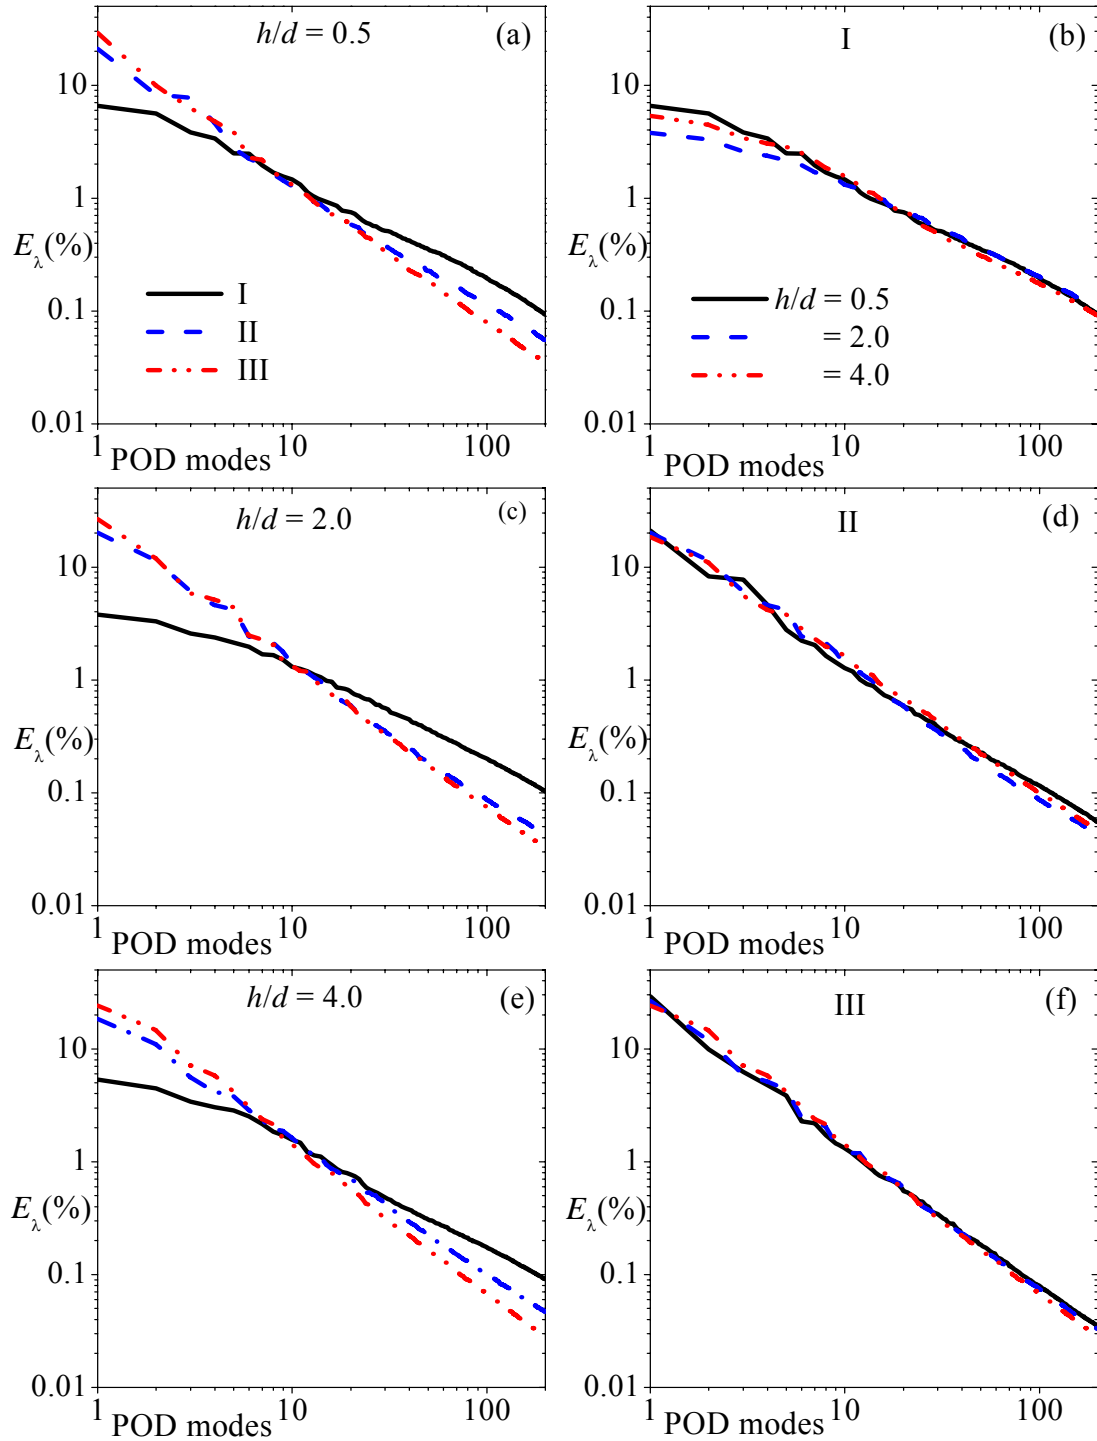 h/d = 0.5
(a)
10
1
E_λ(%)
0.1
0.01
I
II
III
1
10
100
POD modes
I
(b)
10
1
0.1
0.01
h/d = 0.5
= 2.0
= 4.0
1
10
100
POD modes
h/d = 2.0
(c)
10
1
E_λ(%)
0.1
0.01
1
10
100
POD modes
II
(d)
10
1
E_λ(%)
0.1
0.01
1
10
100
POD modes
h/d = 4.0
(e)
10
1
E_λ(%)
0.1
0.01
1
10
100
POD modes
III
(f)
10
1
E_λ(%)
0.1
0.01
1
10
100
POD modes